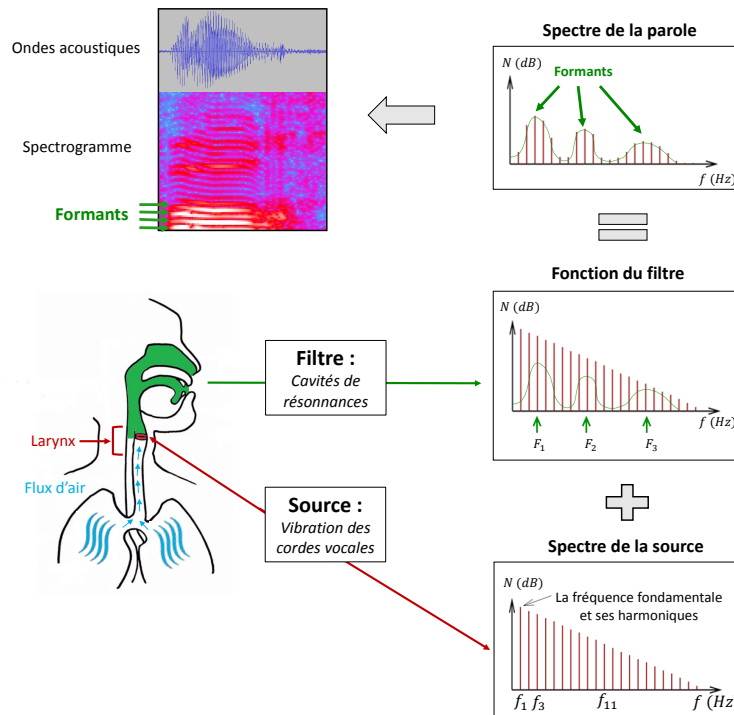 Ondes acoustiques
Spectrogramme
Formants
Spectre de la parole
N (dB)
Formants
f (Hz)
Fonction du filtre
N (dB)
f (Hz)
F1
F2
F3
Filtre :
Cavités de
résonnances
Larynx
Flux d'air
Source :
Vibration des
cordes vocales
Spectre de la source
N (dB)
La fréquence fondamentale
et ses harmoniques
f1 f3 f11 f (Hz)